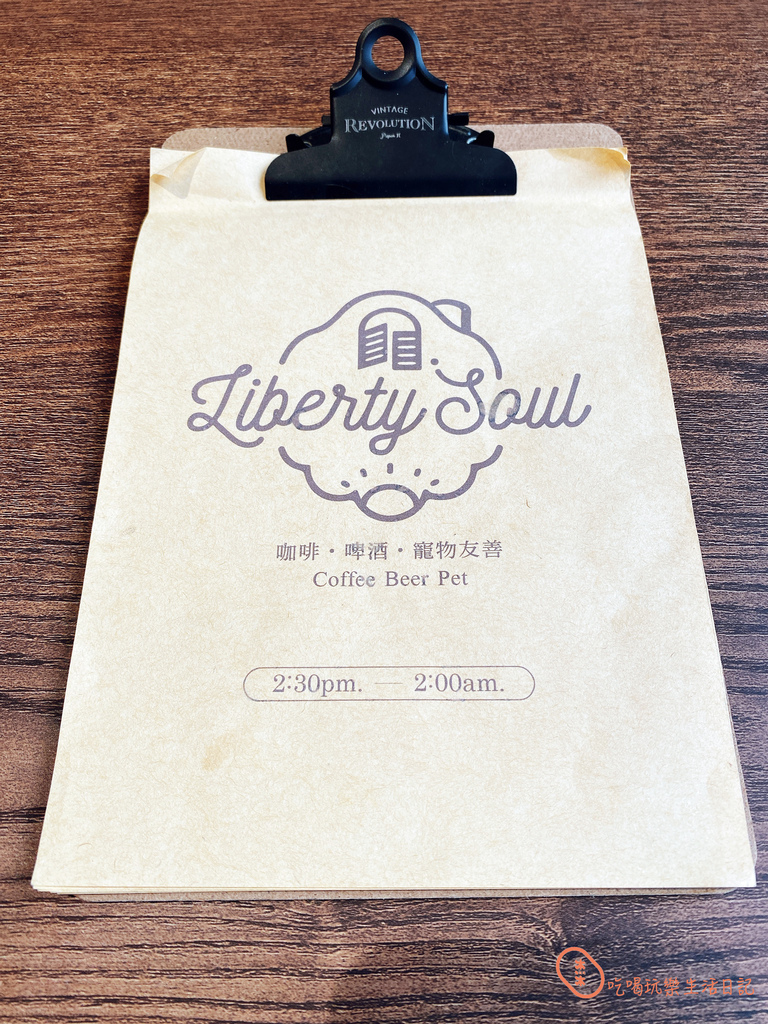 VINTAGE
REVOLUTION
Liberty Soul
咖啡・啤酒・寵物友善
Coffee Beer Pet
2:30pm. — 2:00am.
吃喝玩樂生活日記